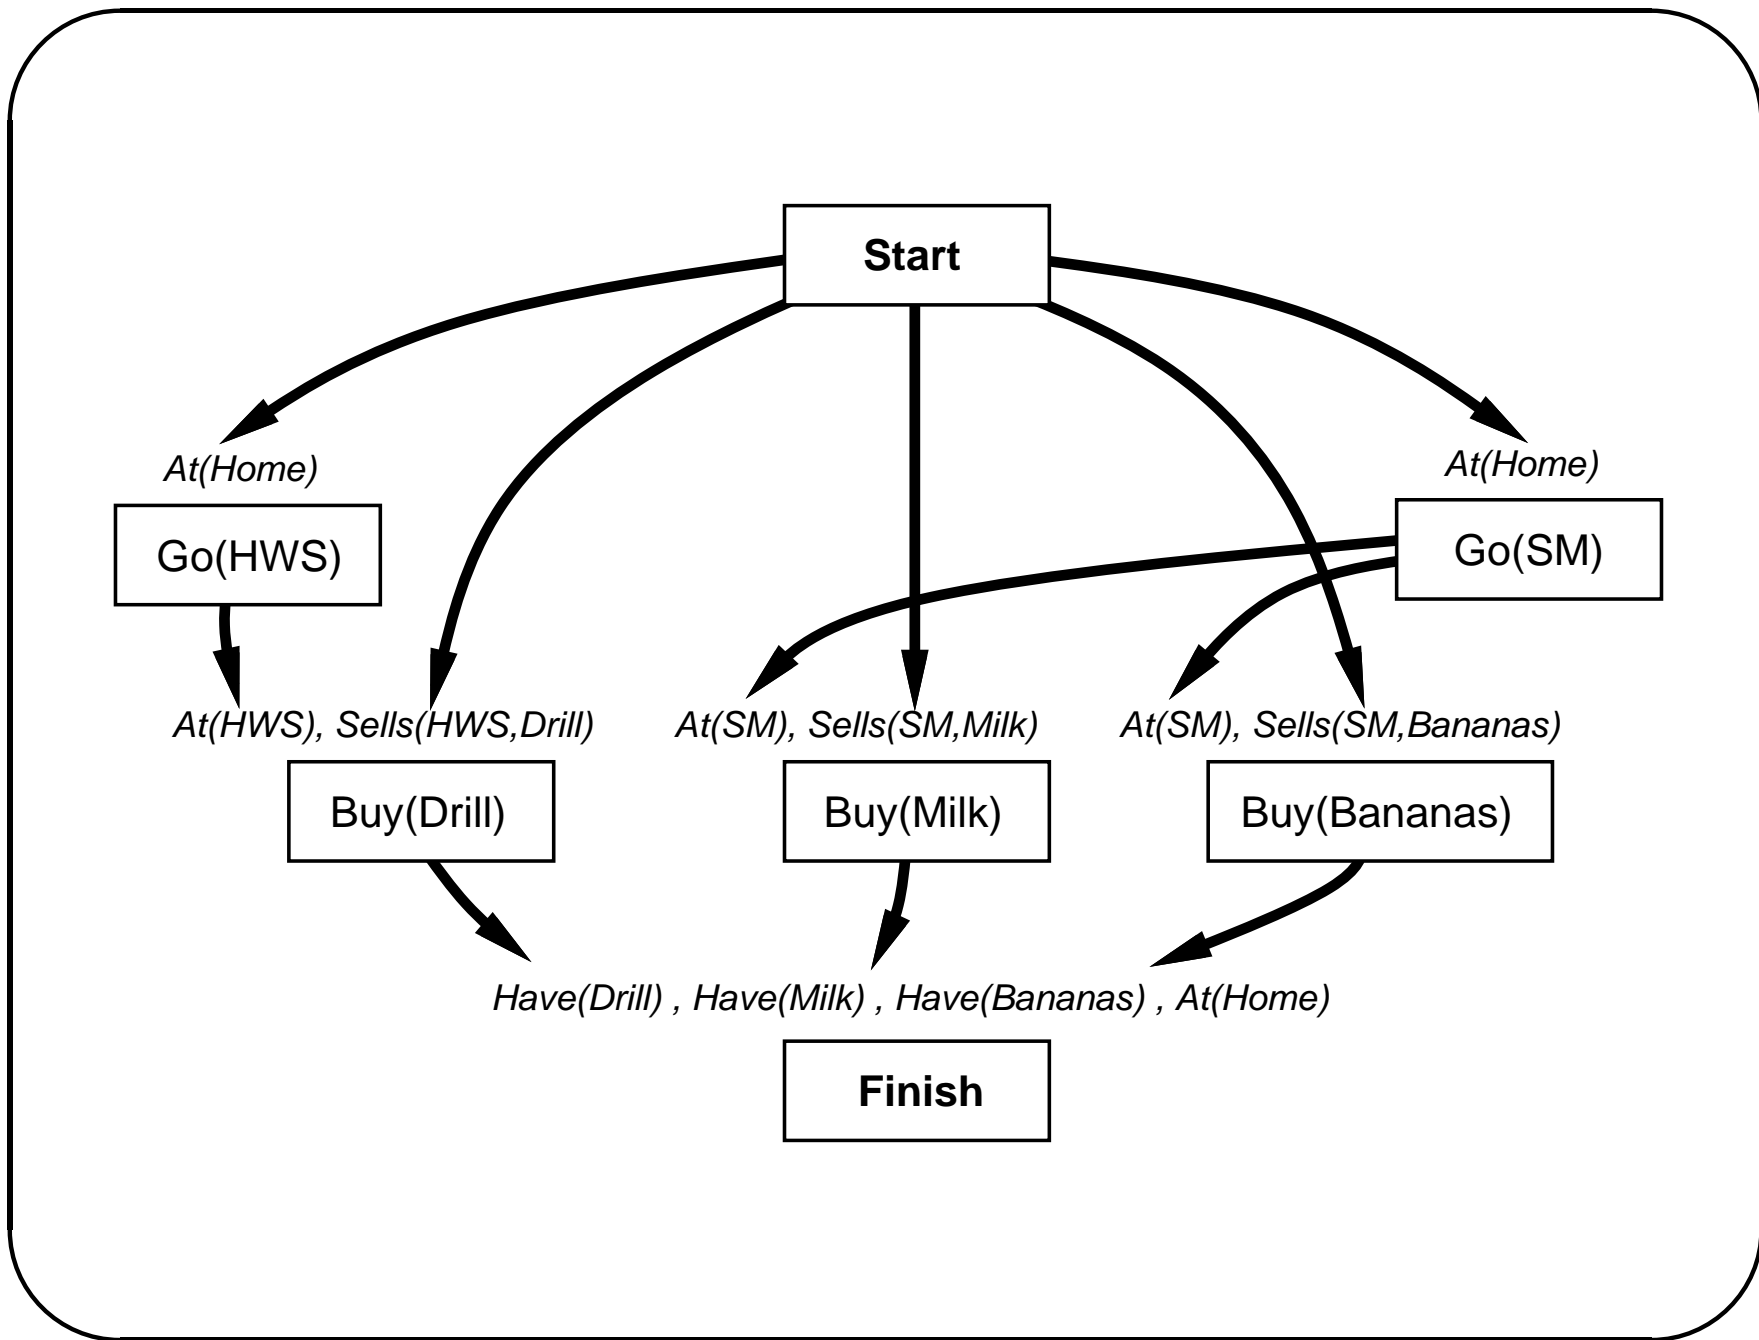 Start
At(Home)
At(Home)
Go(HWS)
Go(SM)
At(HWS), Sells(HWS,Drill)
At(SM), Sells(SM,Milk)
At(SM), Sells(SM,Bananas)
Buy(Drill)
Buy(Milk)
Buy(Bananas)
Have(Drill) , Have(Milk) , Have(Bananas) , At(Home)
Finish